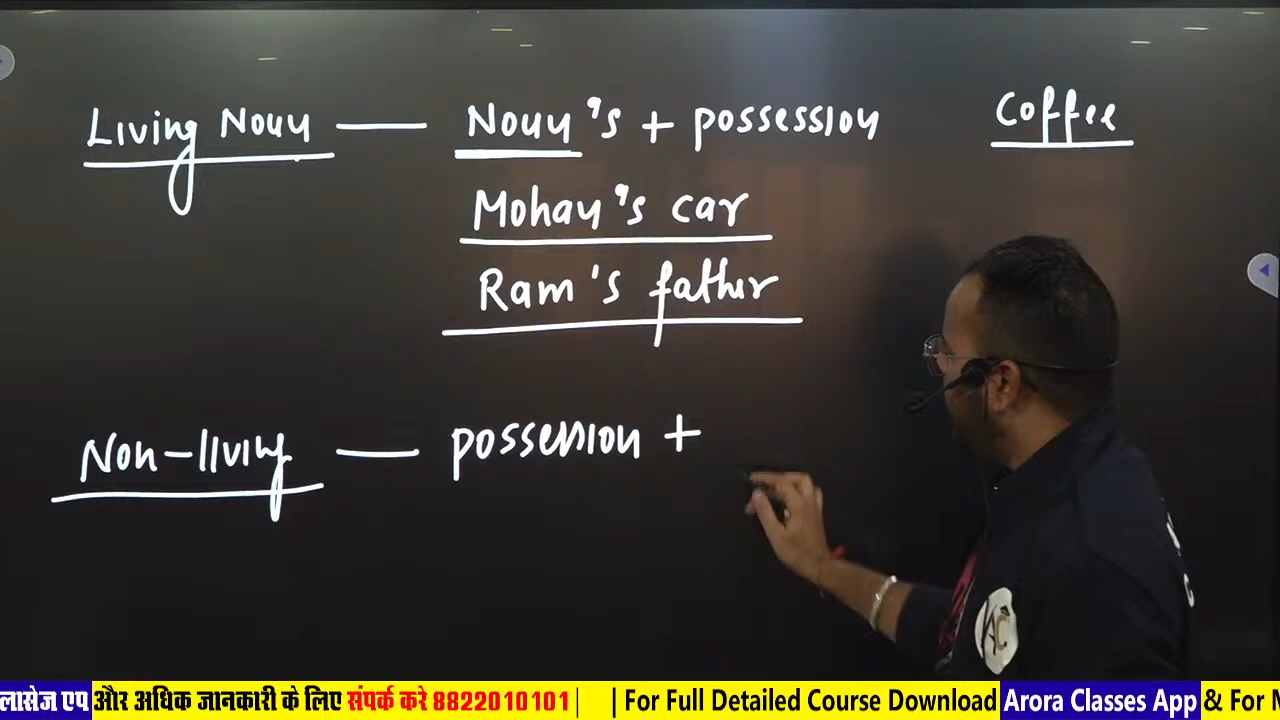 Living Noun — Noun's + possession
Coffee
Mohan's car
Ram's father
Non-living — possession +
लासेज एप और अधिक जानकारी के लिए संपर्क करे 8822010101 | | For Full Detailed Course Download Arora Classes App & For M